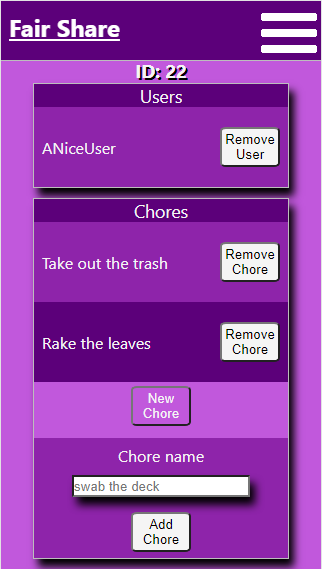 Fair Share
ID: 22
Users
ANiceUser
Remove
User
Chores
Take out the trash
Remove
Chore
Rake the leaves
Remove
Chore
New
Chore
Chore name
swab the deck
Add
Chore